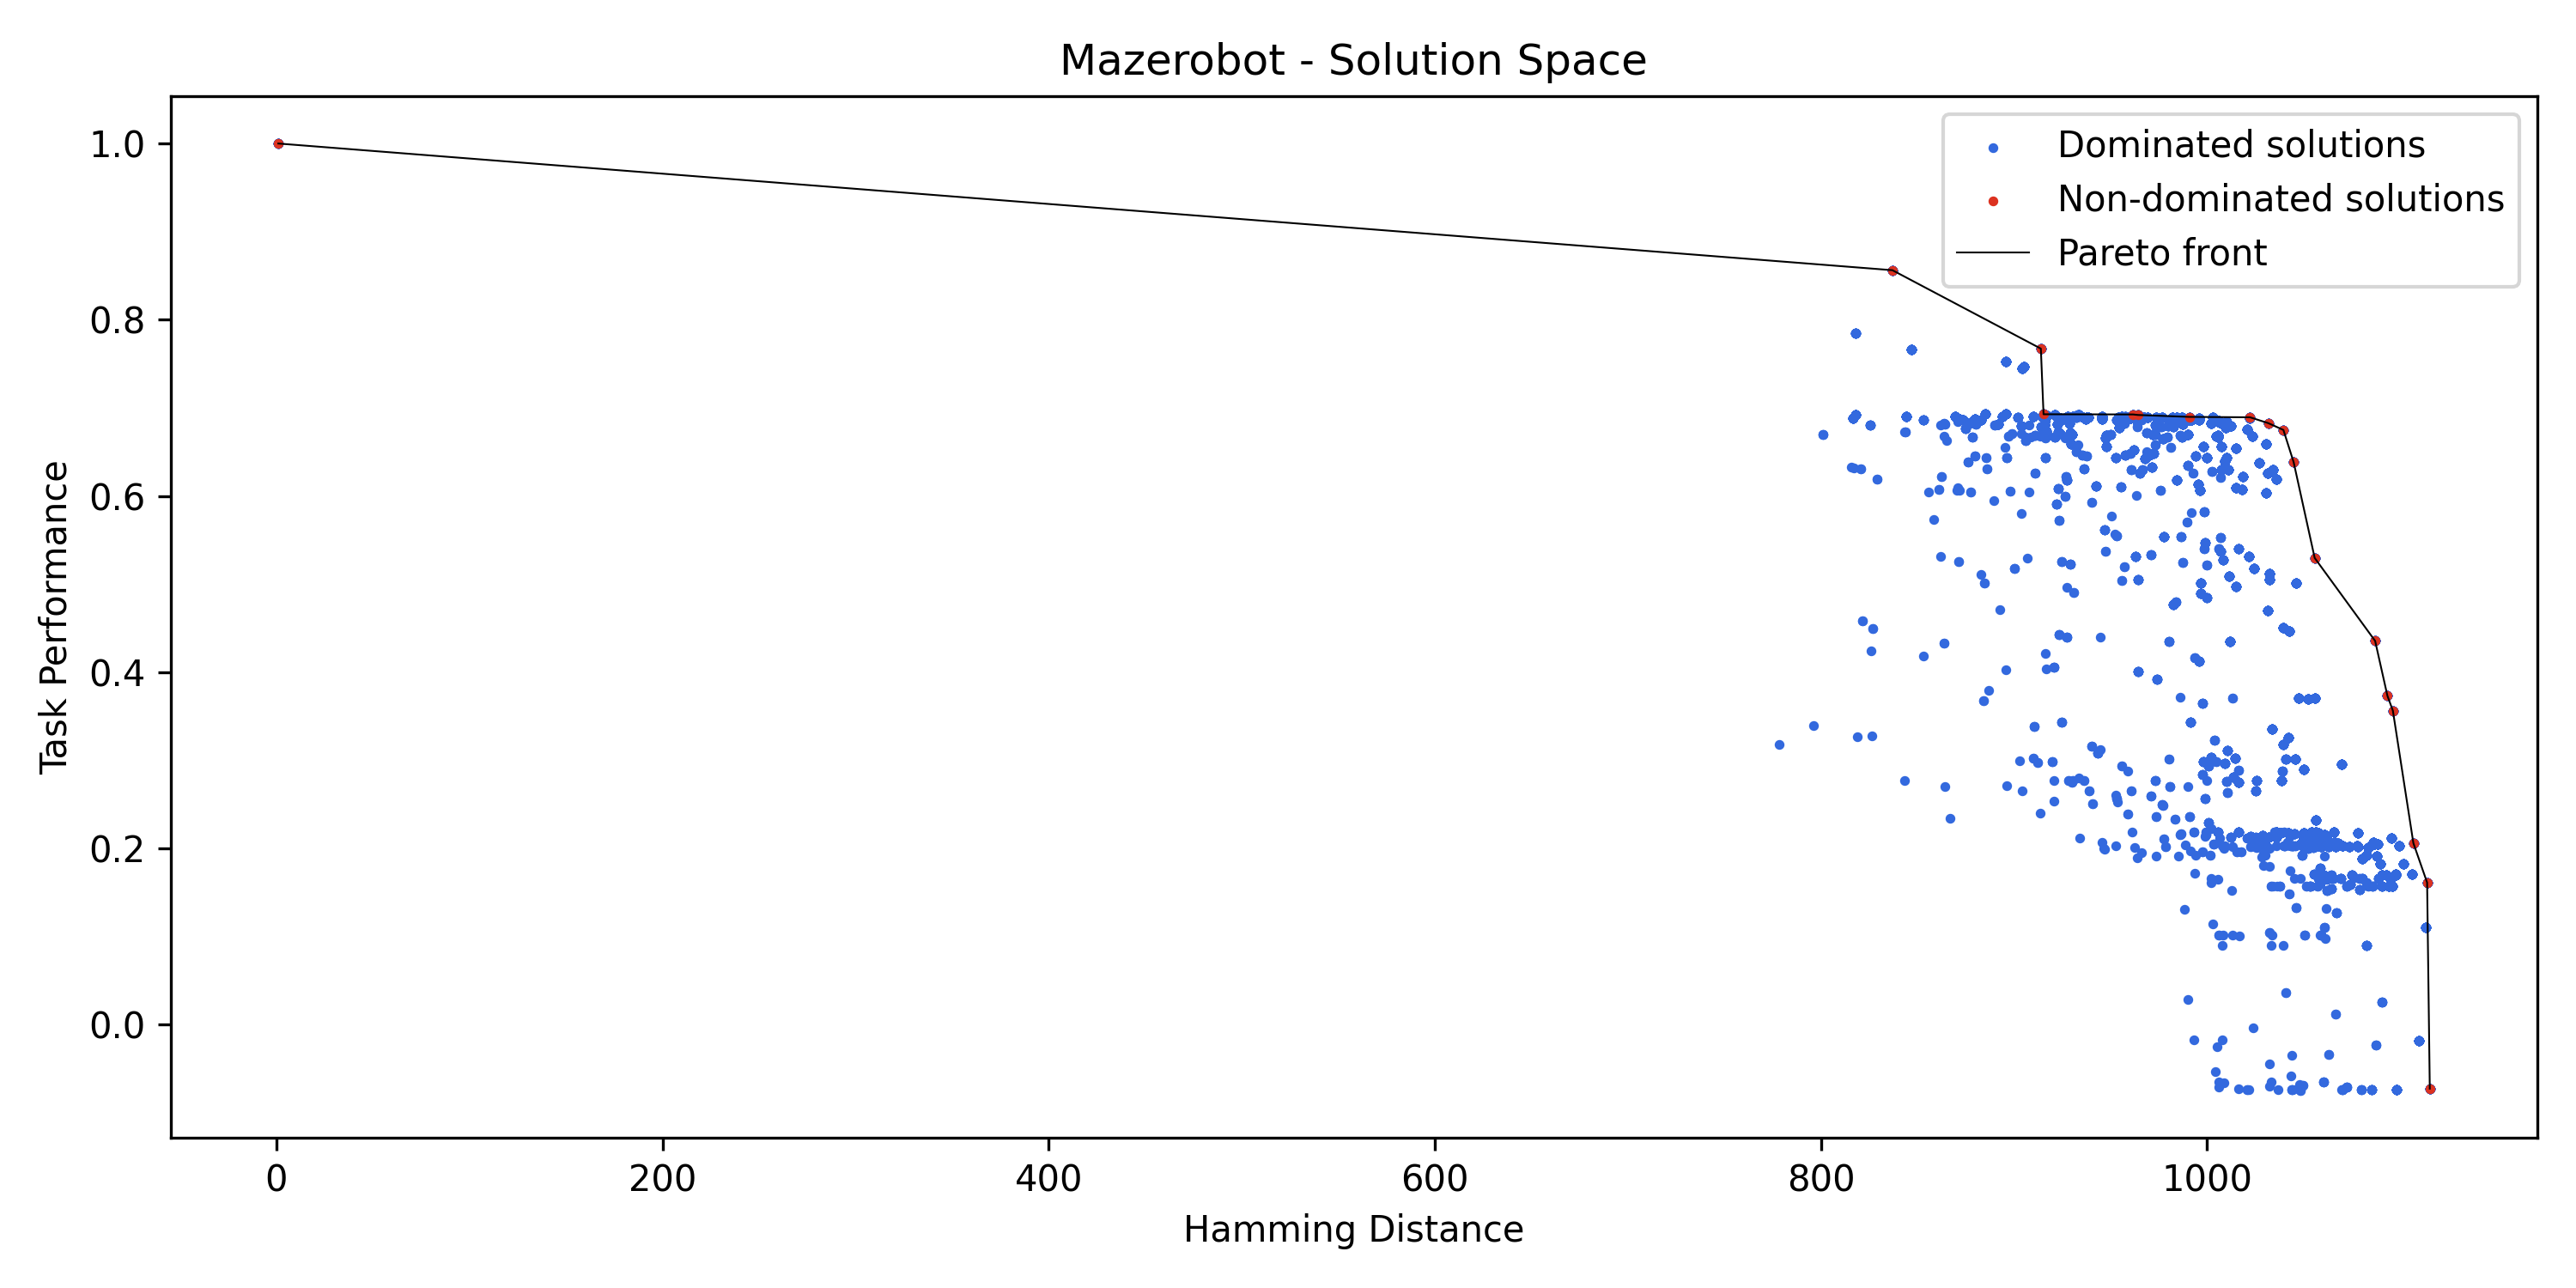 Mazerobot - Solution Space
Dominated solutions
Non-dominated solutions
Pareto front
Task Performance
1.0
0.8
0.6
0.4
0.2
0.0
0 200 400 600 800 1000
Hamming Distance